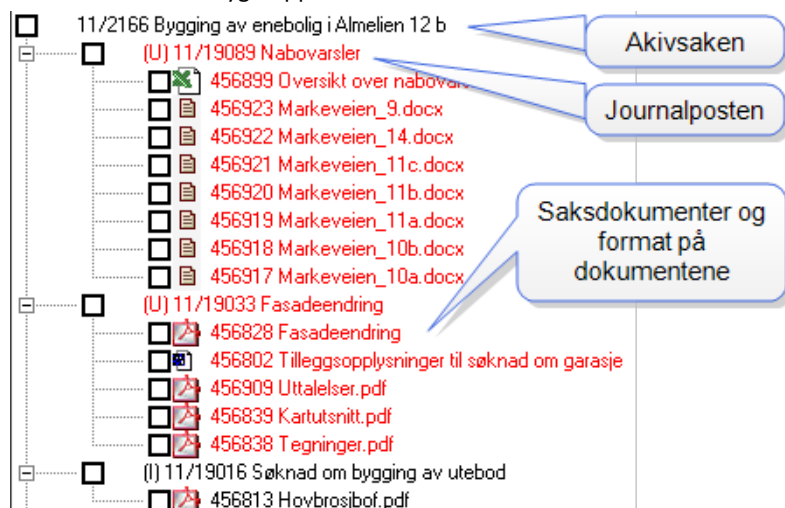 11/2166 Bygging av enebolig i Almelien 12 b
Akivsaken
(U) 11/19089 Nabovarsler
456899 Oversikt over
Journalposten
456923 Markeveien_9.docx
456922 Markeveien_14.docx
456921 Markeveien_11c.docx
456920 Markeveien_11b.docx
456919 Markeveien_11a.docx
456918 Markeveien_10b.docx
456917 Markeveien_10a.docx
Saksdokumenter og
format på
dokumentene
(U) 11/19033 Fasadeendring
456828 Fasadeendring
456802 Tilleggsopplysninger til søknad om garasje
456909 Uttalelser.pdf
456839 Kartutsnitt.pdf
456838 Tegninger.pdf
(I) 11/19016 Søknad om bygging av utebod
456813 Hovbrosjbof.pdf